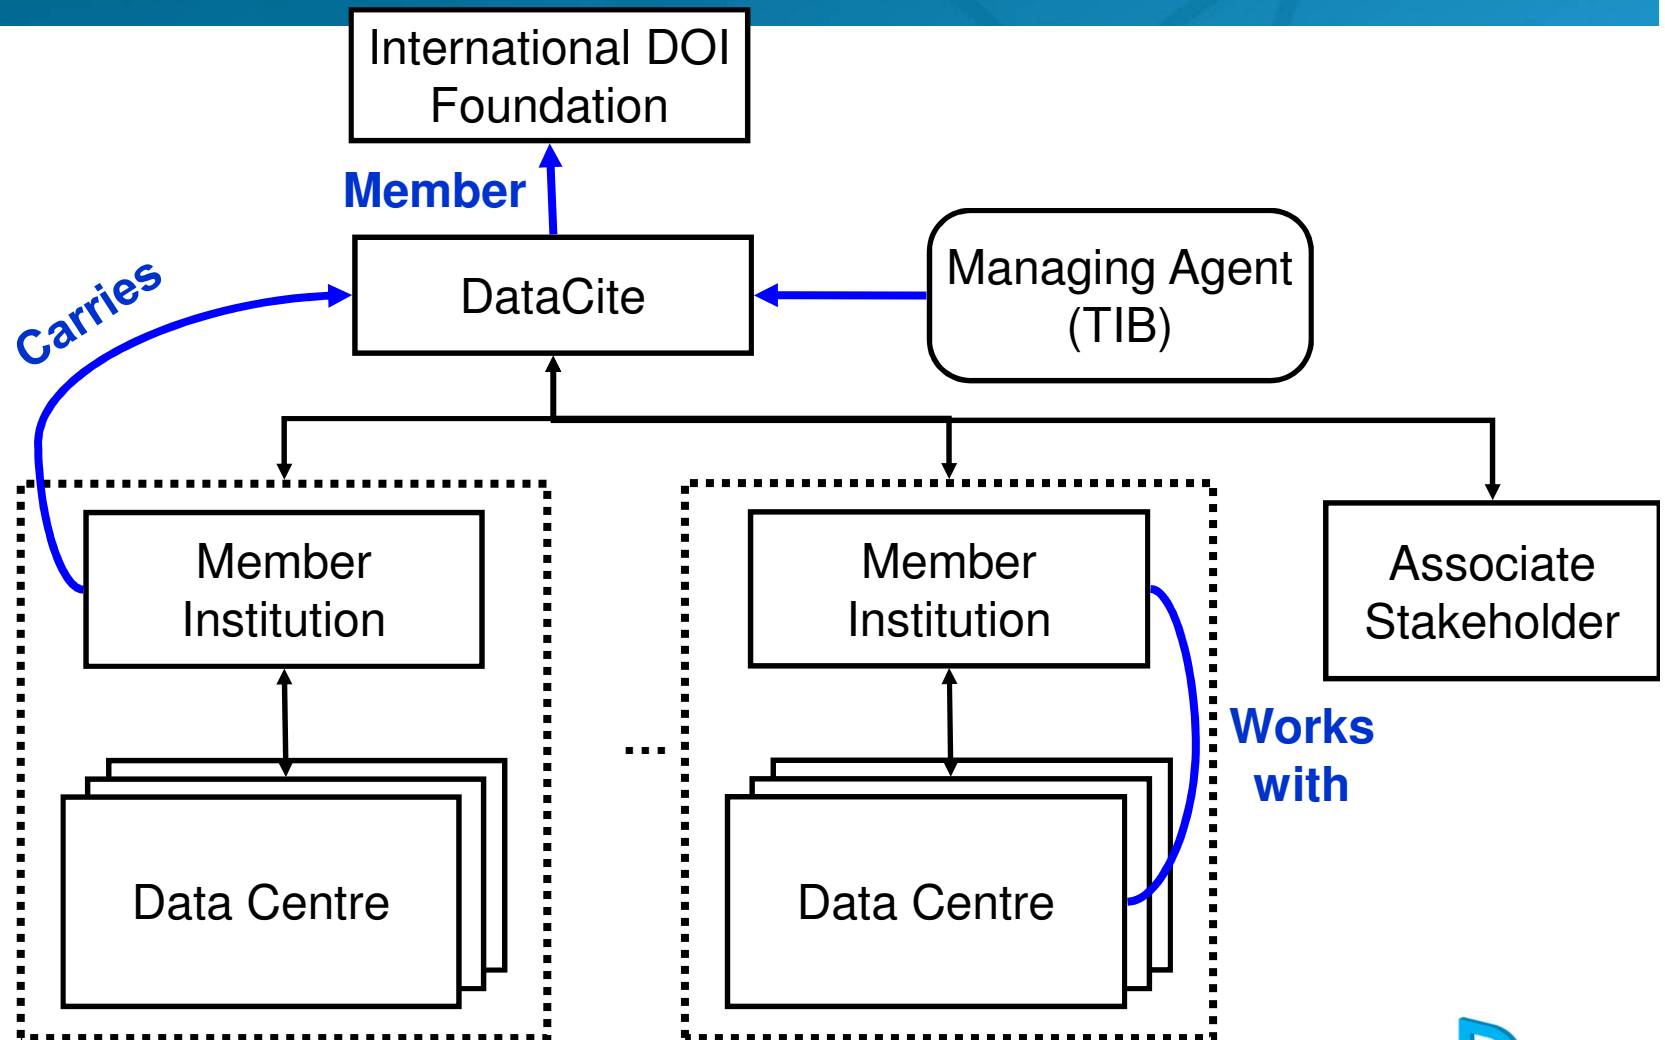 International DOI
Foundation
Member
Carries
DataCite
Managing Agent
(TIB)
Member
Institution
Member
Institution
Associate
Stakeholder
...
Works
with
Data Centre
Data Centre